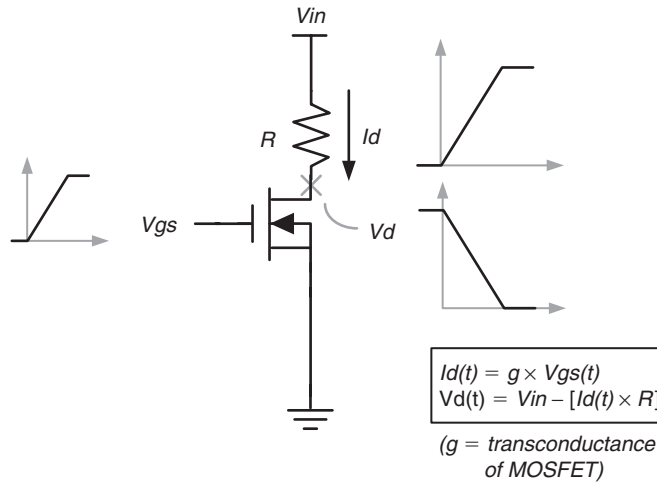 Vin
R
Id
Vgs
Vd
Id(t) = g × Vgs(t)
Vd(t) = Vin – [Id(t) × R]
(g = transconductance
of MOSFET)